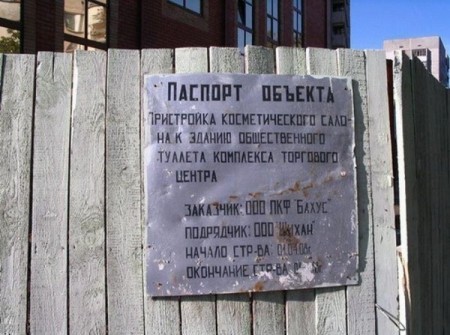 ПАСПОРТ ОБЪЕКТА
ПРИСТРОЙКА КОСМЕТИЧЕСКОГО САЛО-
НА К ЗДАНИЮ ОБЩЕСТВЕННОГО
ТУАЛЕТА КОМПЛЕКСА ТОРГОВОГО
ЦЕНТРА
ЗАКАЗЧИК: ООО ПКФ "БАХУС"
ПОДРЯДЧИК: ООО
НАЧАЛО СТР-ВА:
ОКОНЧАНИЕ СТР-ВА: